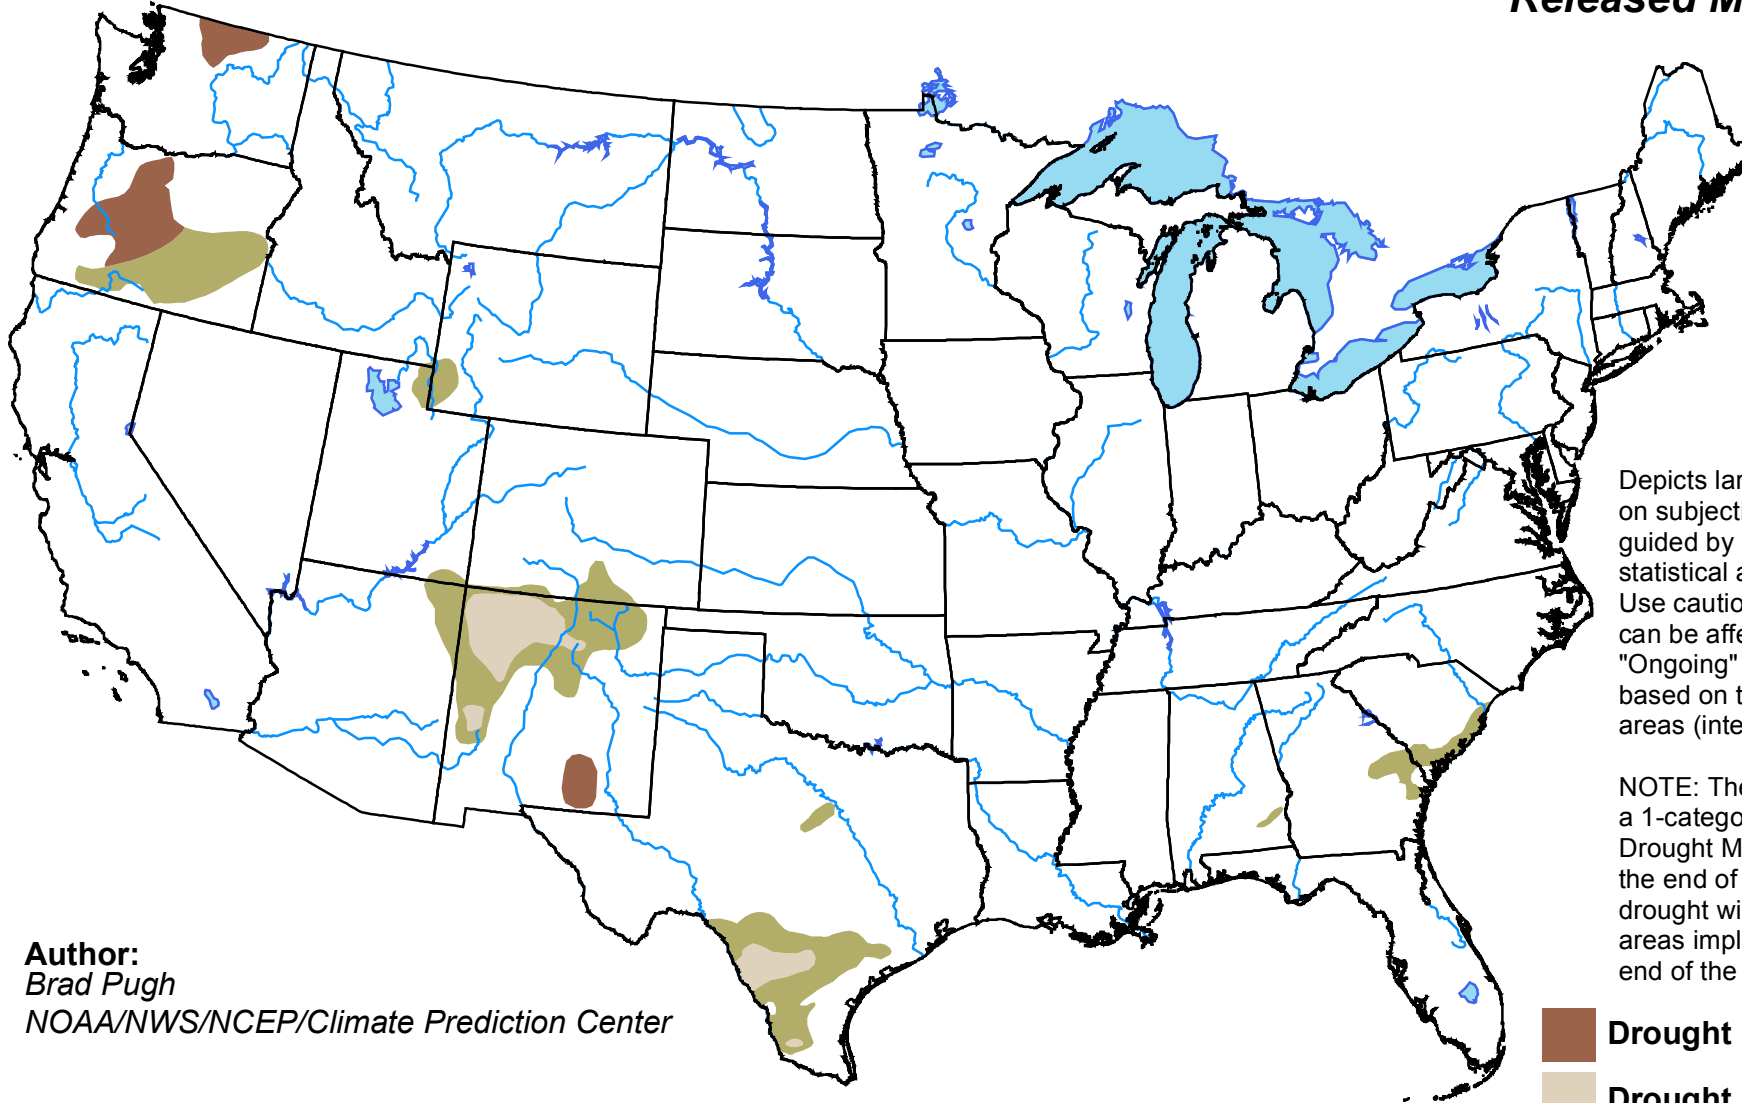 Released M
Depicts lar
on subjecti
guided by
statistical a
Use cautio
can be affe
"Ongoing"
based on t
areas (inte
NOTE: The
a 1-catego
Drought M
the end of
drought wi
areas impl
end of the
Author:
Brad Pugh
NOAA/NWS/NCEP/Climate Prediction Center
Drought
Drought